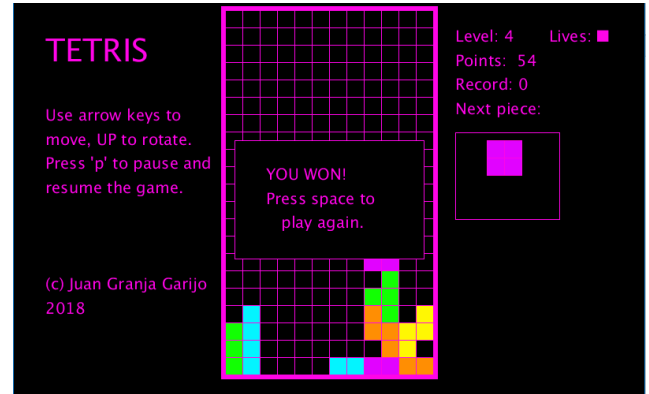 TETRIS
Use arrow keys to
move, UP to rotate.
Press 'p' to pause and
resume the game.
(c) Juan Granja Garijo
2018
YOU WON!
Press space to
play again.
Level: 4 Lives:
Points: 54
Record: 0
Next piece: